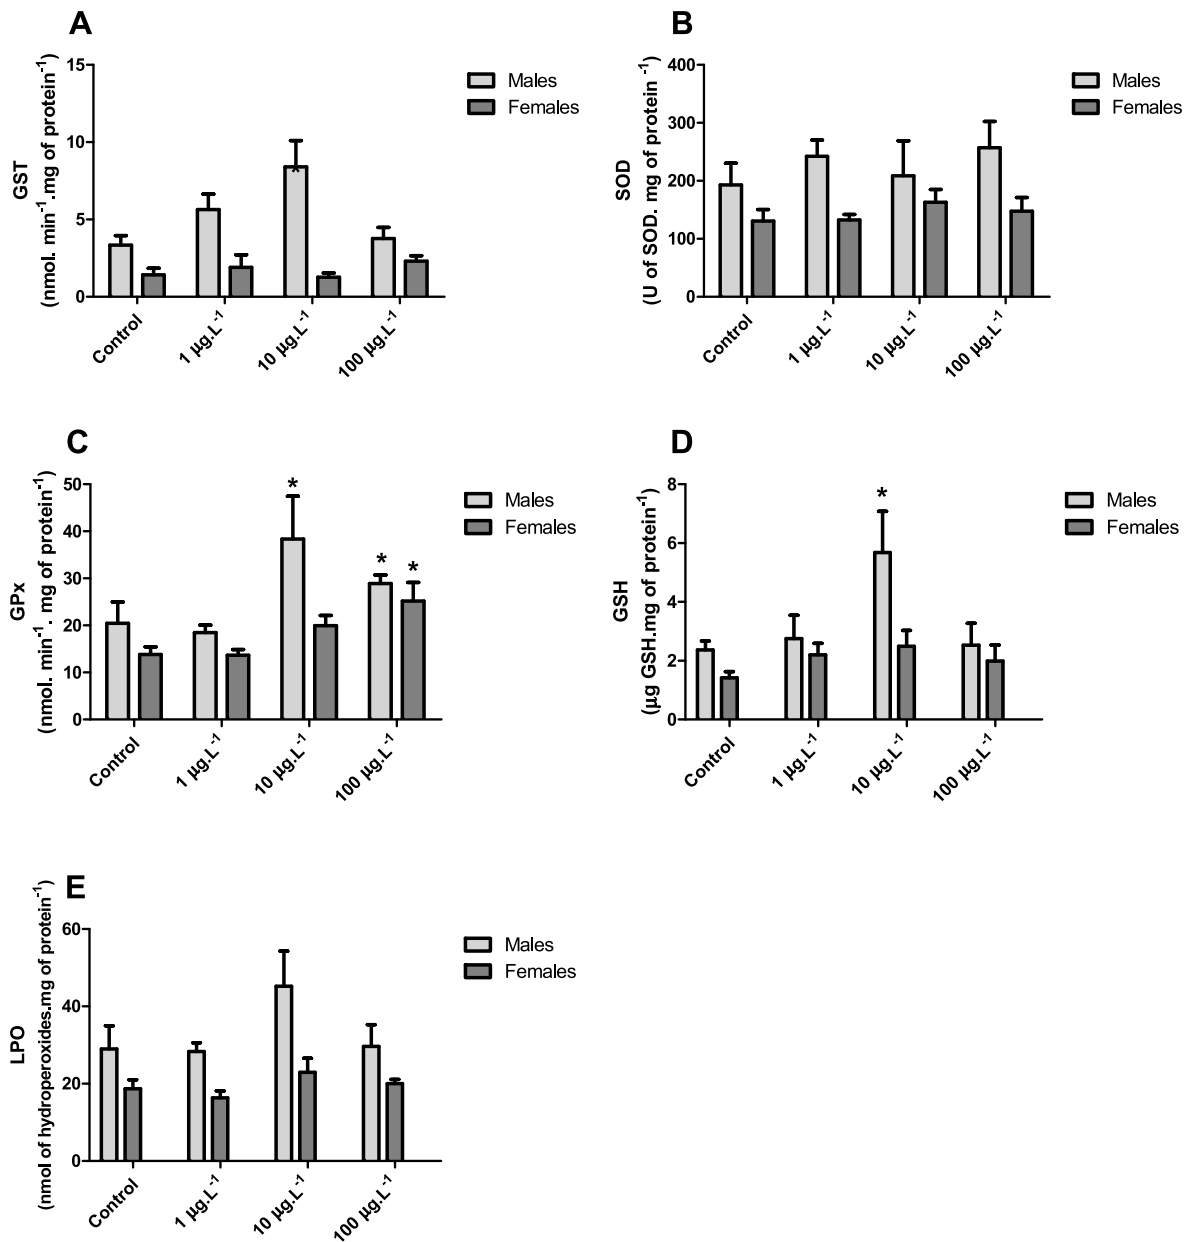 A
GST
(nmol. min⁻¹.mg of protein⁻¹)
15
10
5
0
*
Control
1 µg.L⁻¹
10 µg.L⁻¹
100 µg.L⁻¹
Males
Females
B
SOD
(U of SOD. mg of protein ⁻¹)
400
300
200
100
0
Control
1 µg.L⁻¹
10 µg.L⁻¹
100 µg.L⁻¹
Males
Females
C
GPx
(nmol. min⁻¹. mg of protein⁻¹)
50
40
30
20
10
0
*
*
*
Control
1 µg.L⁻¹
10 µg.L⁻¹
100 µg.L⁻¹
Males
Females
D
GSH
(µg GSH.mg of protein⁻¹)
8
6
4
2
0
*
Control
1 µg.L⁻¹
10 µg.L⁻¹
100 µg.L⁻¹
Males
Females
E
LPO
(nmol of hydroperoxides.mg of protein⁻¹)
60
40
20
0
Control
1 µg.L⁻¹
10 µg.L⁻¹
100 µg.L⁻¹
Males
Females